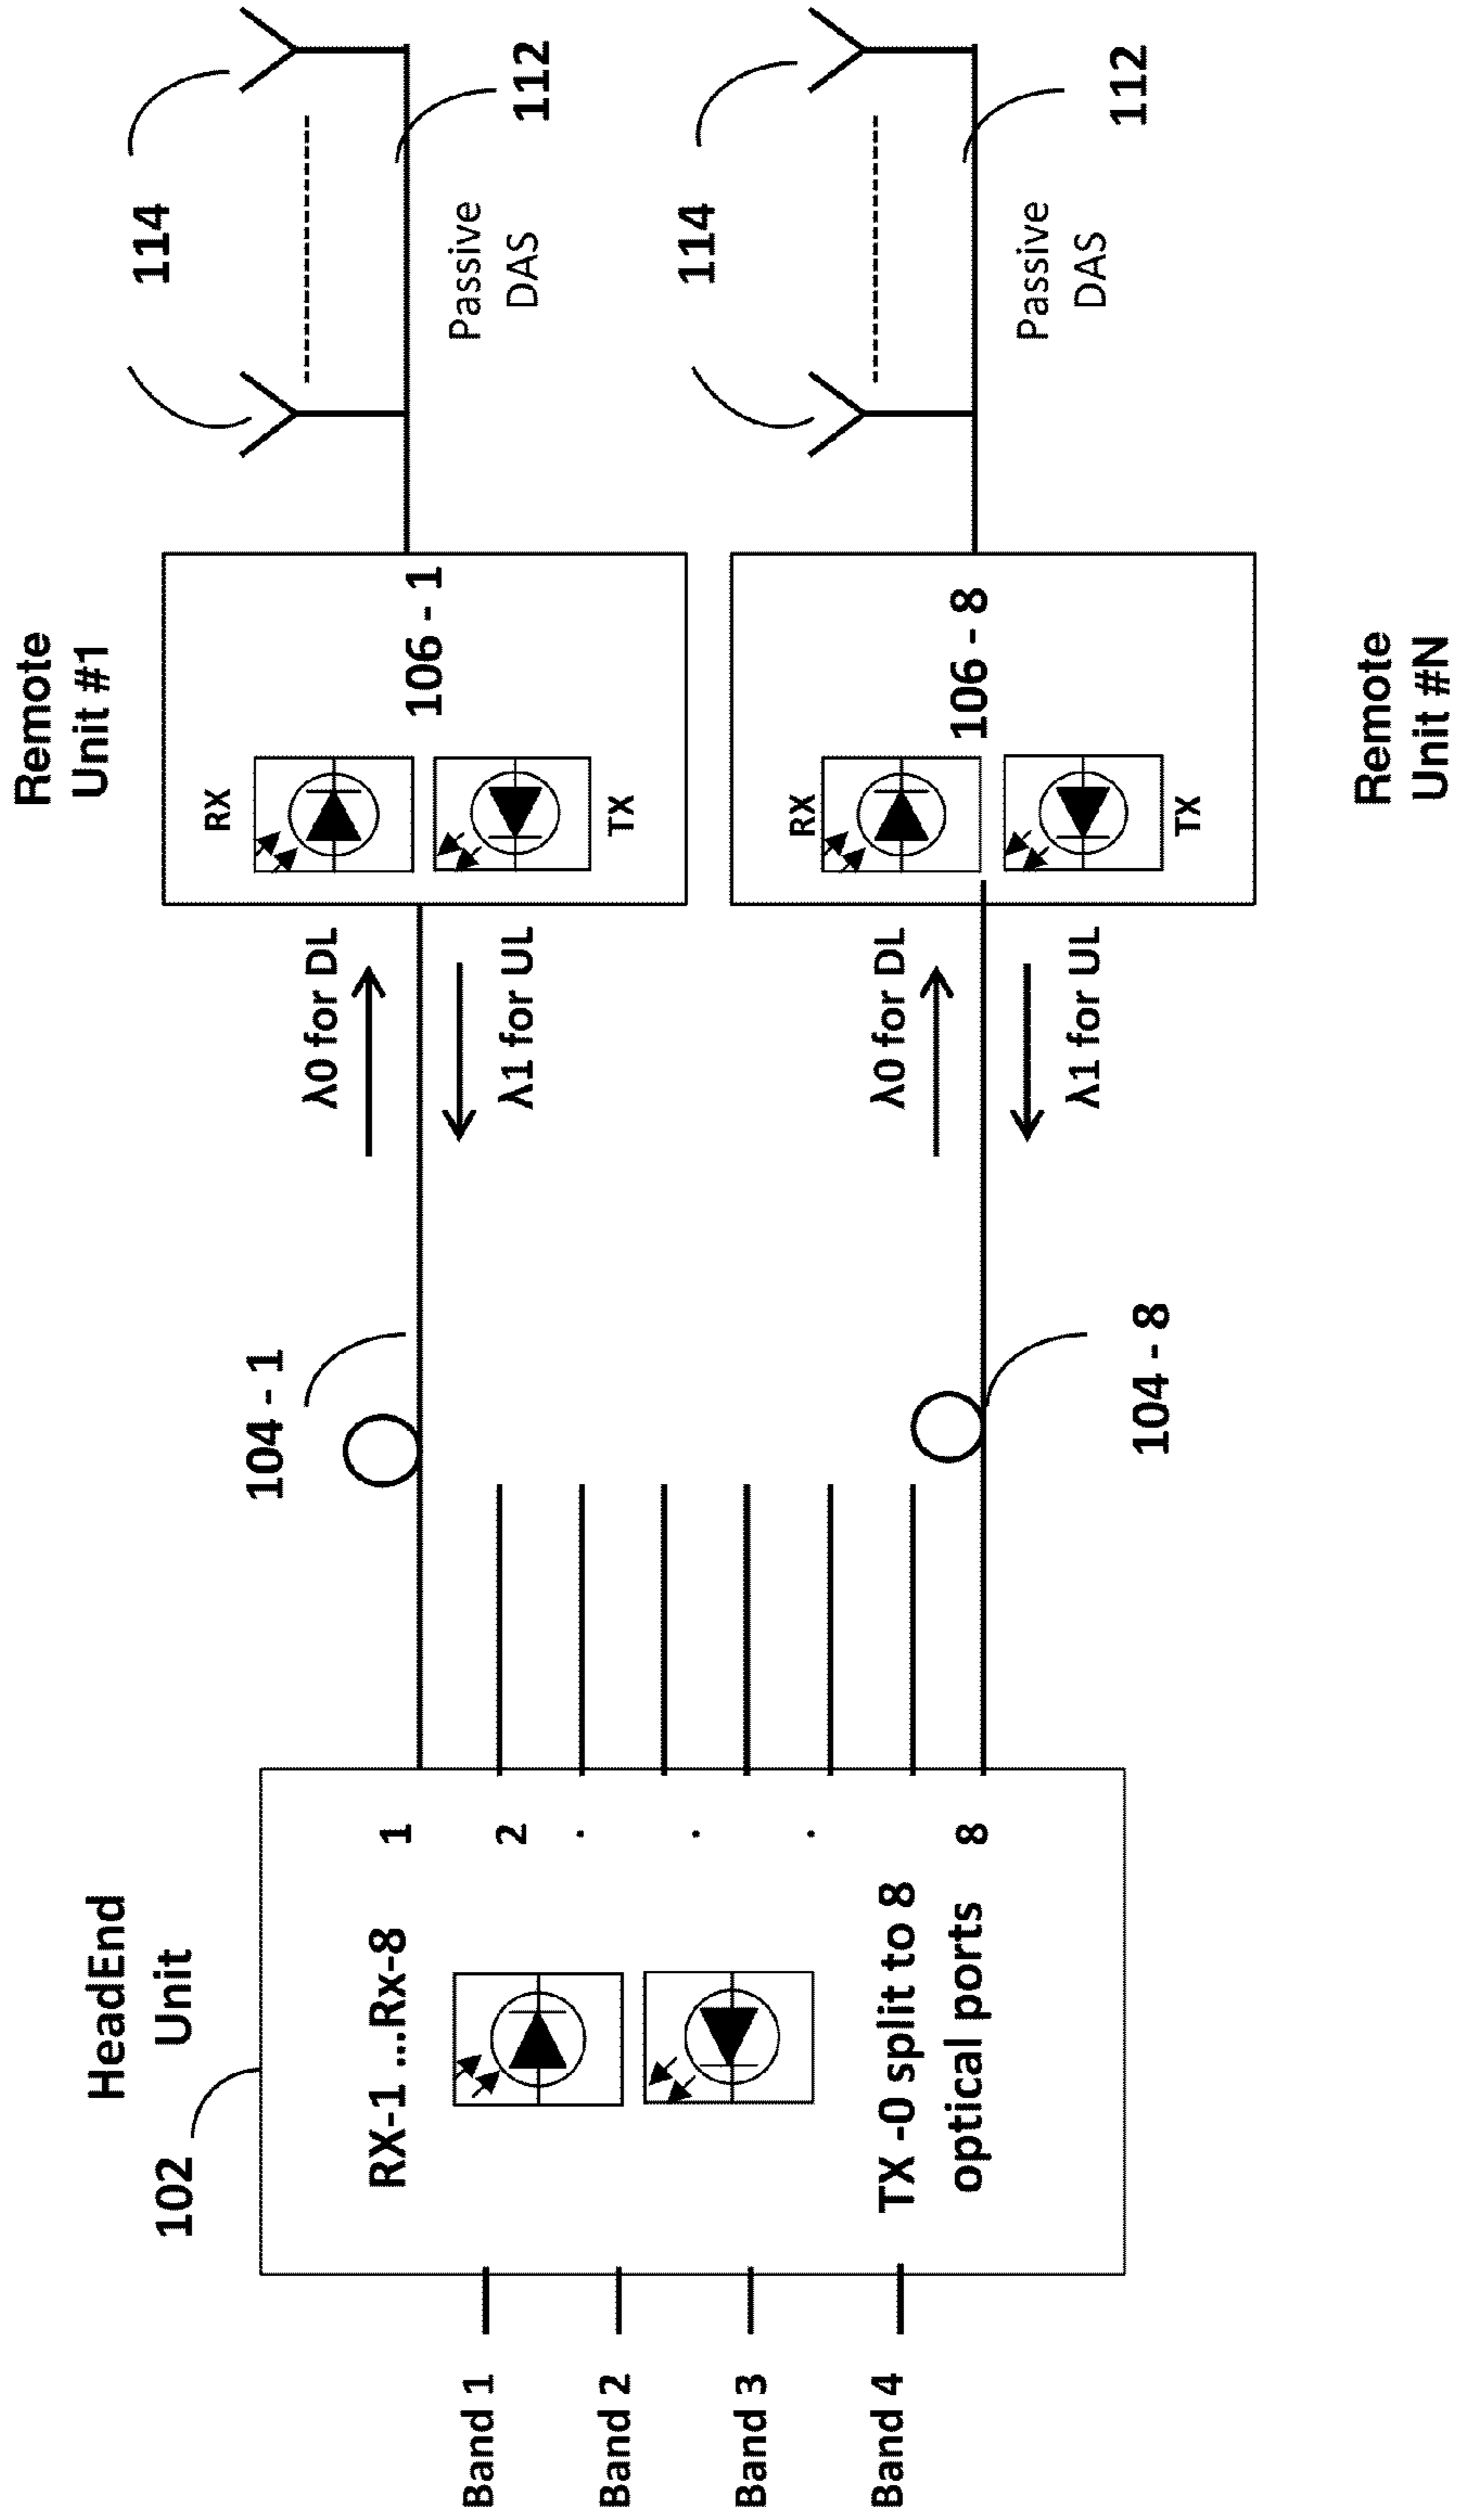 HeadEnd
Unit
102
Band 1
Band 2
Band 3
Band 4
RX-1 ...Rx-8
TX -0 split to 8
optical ports
1
2
.
.
.
8
104 - 1
104 - 8
λ0 for DL
λ1 for UL
λ0 for DL
λ1 for UL
Remote
Unit #1
RX
TX
106 - 1
RX
TX
106 - 8
Remote
Unit #N
114
112
Passive
DAS
114
112
Passive
DAS